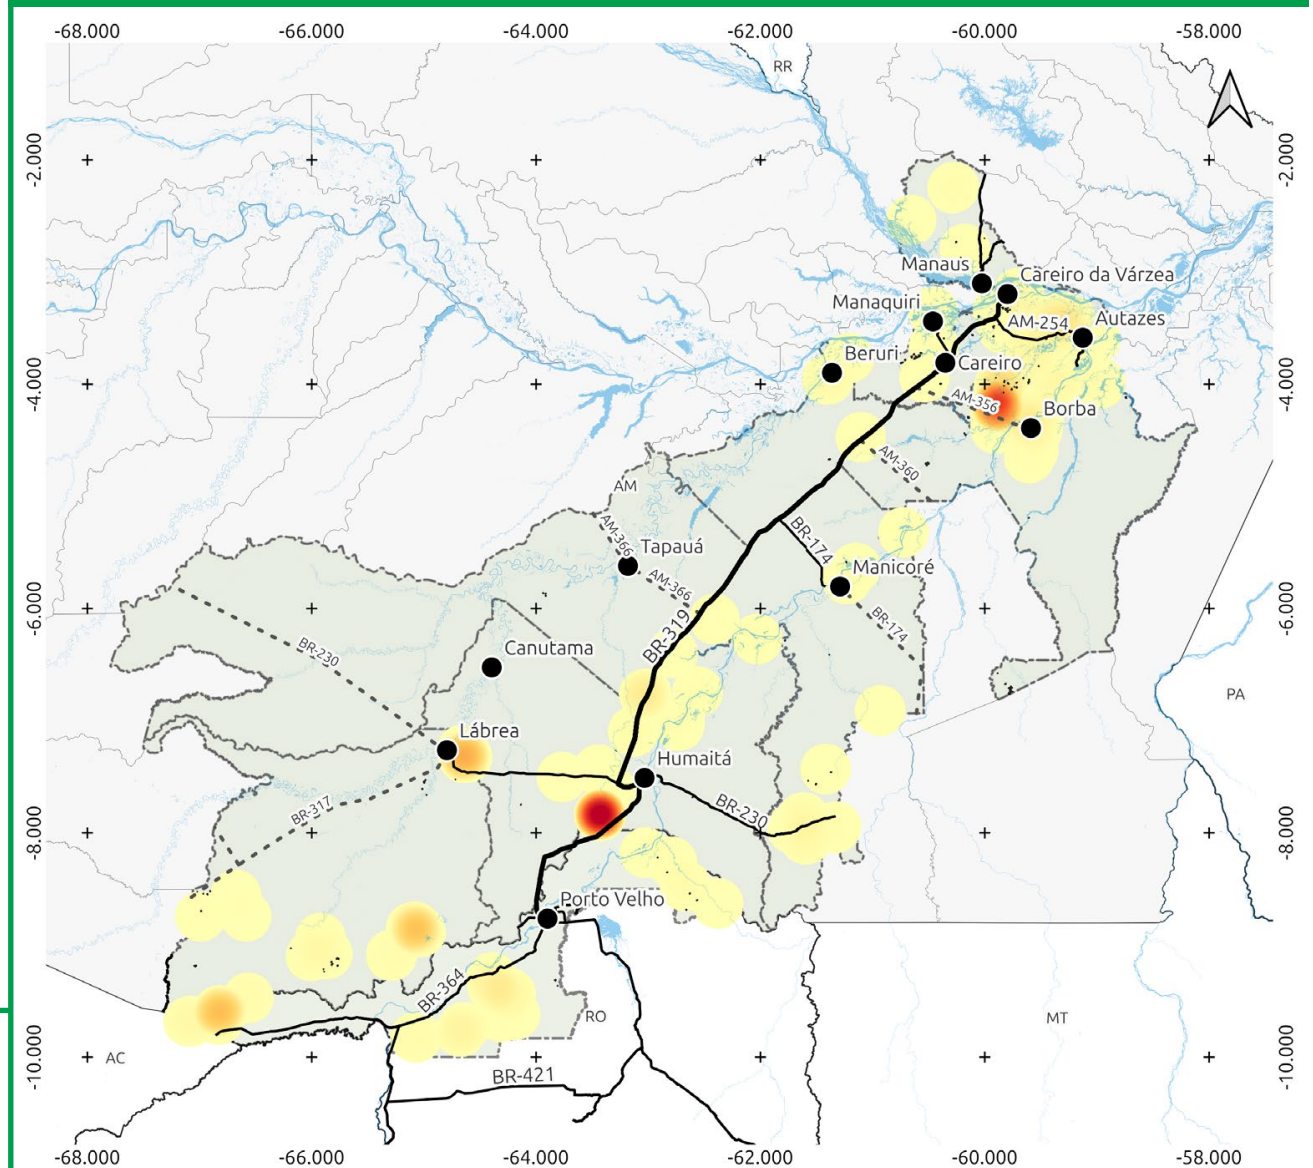 -68.000 -66.000 -64.000 -62.000 -60.000 -58.000
RR
-2.000 -2.000
Manaus
Careiro da Várzea
Manaquiri
AM-254
Autazes
Beruri
Careiro
-4.000 -4.000
AM-356
Borba
AM-360
AM
AM-366
BR-174
Tapauá
Manicoré
AM-366
-6.000 -6.000
BR-174
BR-319
BR-230
Canutama
PA
Lábrea
Humaitá
BR-317
BR-230
-8.000 -8.000
Porto Velho
BR-364
RO
MT
AC
-10.000 -10.000
BR-421
-68.000 -66.000 -64.000 -62.000 -60.000 -58.000